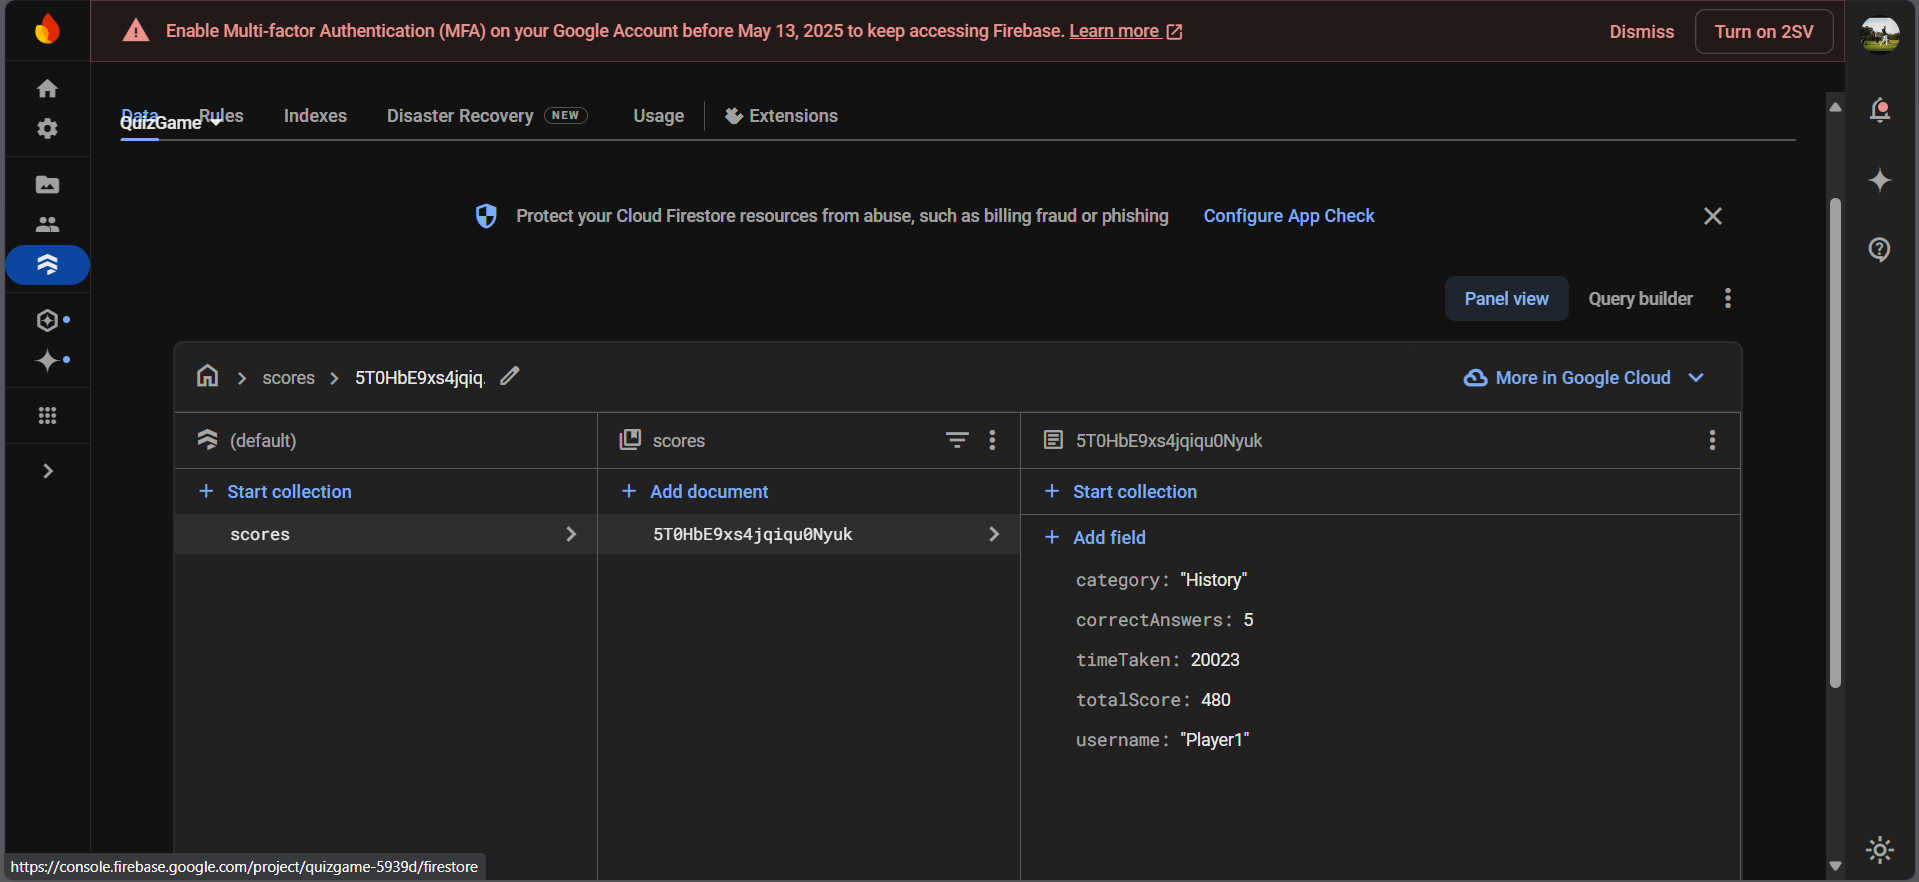 Enable Multi-factor Authentication (MFA) on your Google Account before May 13, 2025 to keep accessing Firebase. Learn more
Dismiss
Turn on 2SV
QuizGame
Data
Rules
Indexes
Disaster Recovery
NEW
Usage
Extensions
Protect your Cloud Firestore resources from abuse, such as billing fraud or phishing
Configure App Check
Panel view
Query builder
scores
5T0HbE9xs4jqiq.
More in Google Cloud
(default)
scores
5T0HbE9xs4jqiqu0Nyuk
Start collection
Add document
Start collection
scores
5T0HbE9xs4jqiqu0Nyuk
Add field
category: "History"
correctAnswers: 5
timeTaken: 20023
totalScore: 480
username: "Player1"
https://console.firebase.google.com/project/quizgame-5939d/firestore